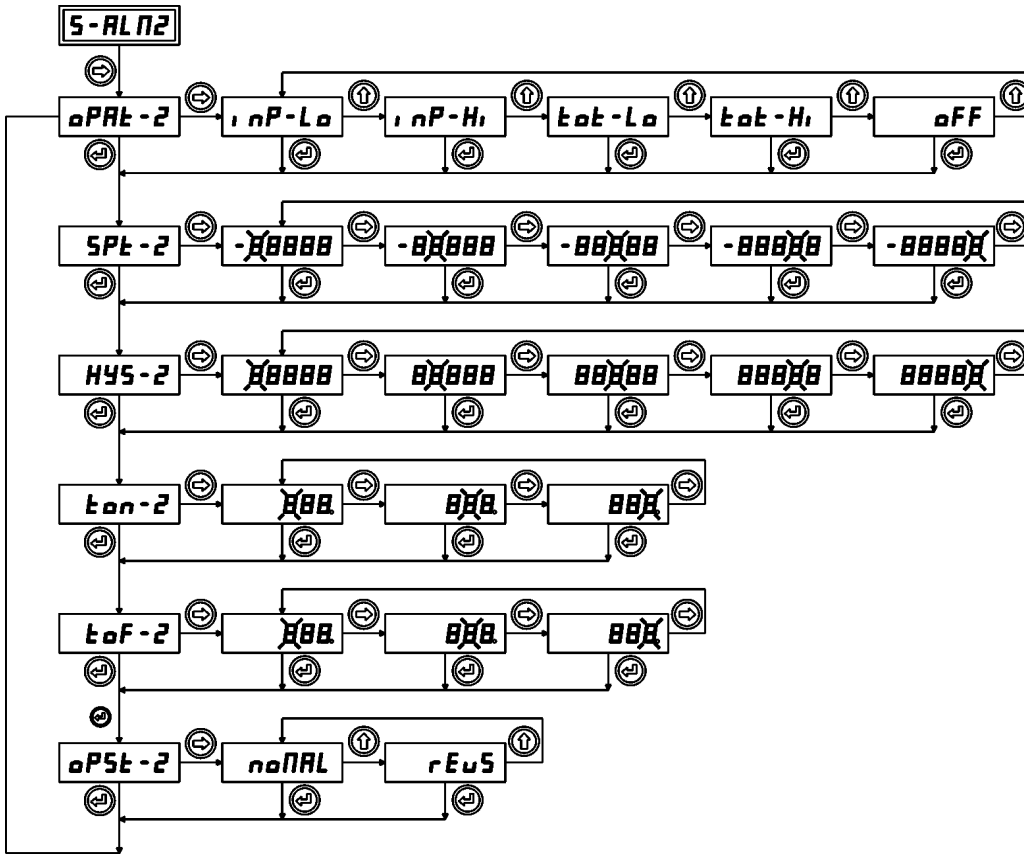 S-ALM2
oPAt-2 inP-Lo inP-Hi tot-Lo tot-Hi oFF
SPt-2 -88888 -88888 -88888 -88888 -88888
HYS-2 88888 88888 88888 88888 88888
ton-2 888. 888. 888.
toF-2 888. 888. 888.
oPSt-2 noMAL rEuS